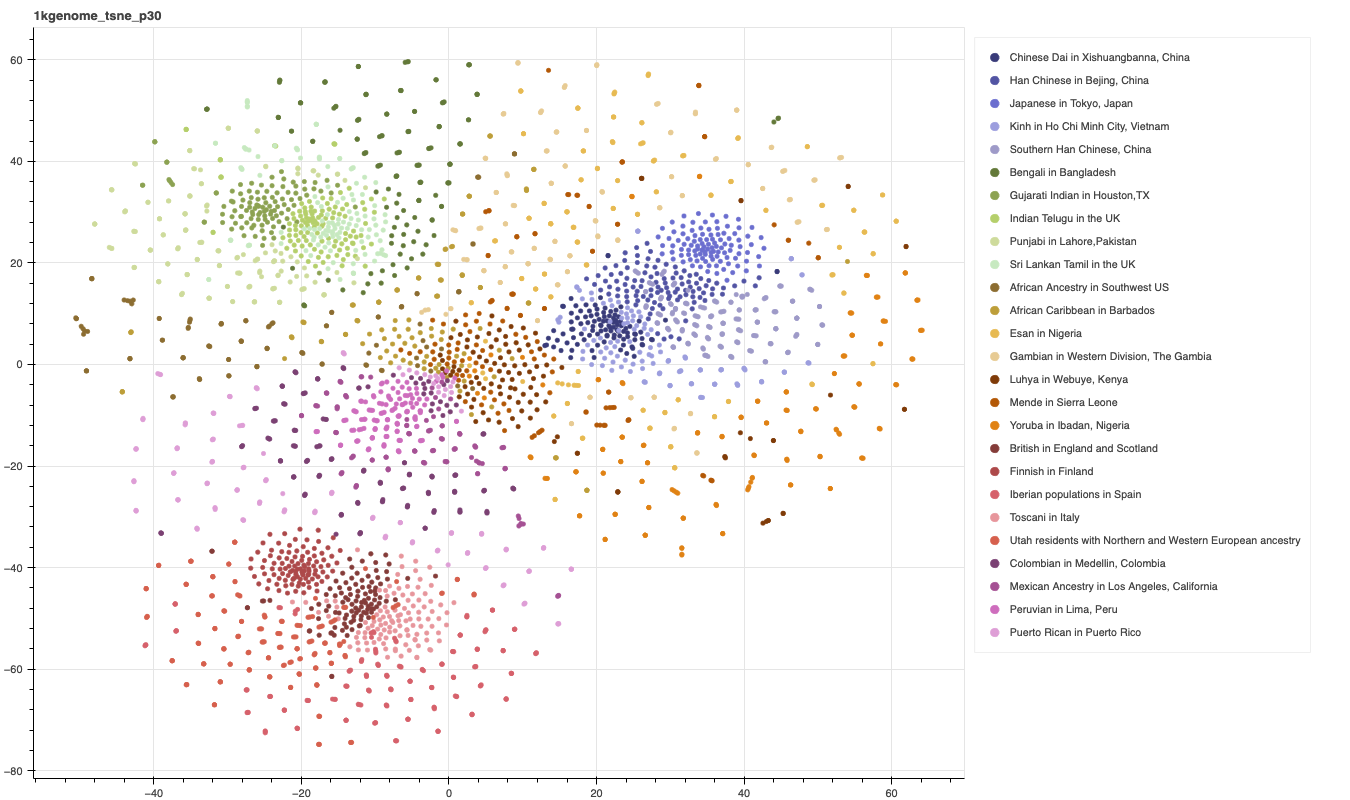 1kgenome_tsne_p30
60
40
20
0
−20
−40
−60
−80
−40
−20
0
20
40
60
Chinese Dai in Xishuangbanna, China
Han Chinese in Bejing, China
Japanese in Tokyo, Japan
Kinh in Ho Chi Minh City, Vietnam
Southern Han Chinese, China
Bengali in Bangladesh
Gujarati Indian in Houston,TX
Indian Telugu in the UK
Punjabi in Lahore,Pakistan
Sri Lankan Tamil in the UK
African Ancestry in Southwest US
African Caribbean in Barbados
Esan in Nigeria
Gambian in Western Division, The Gambia
Luhya in Webuye, Kenya
Mende in Sierra Leone
Yoruba in Ibadan, Nigeria
British in England and Scotland
Finnish in Finland
Iberian populations in Spain
Toscani in Italy
Utah residents with Northern and Western European ancestry
Colombian in Medellin, Colombia
Mexican Ancestry in Los Angeles, California
Peruvian in Lima, Peru
Puerto Rican in Puerto Rico